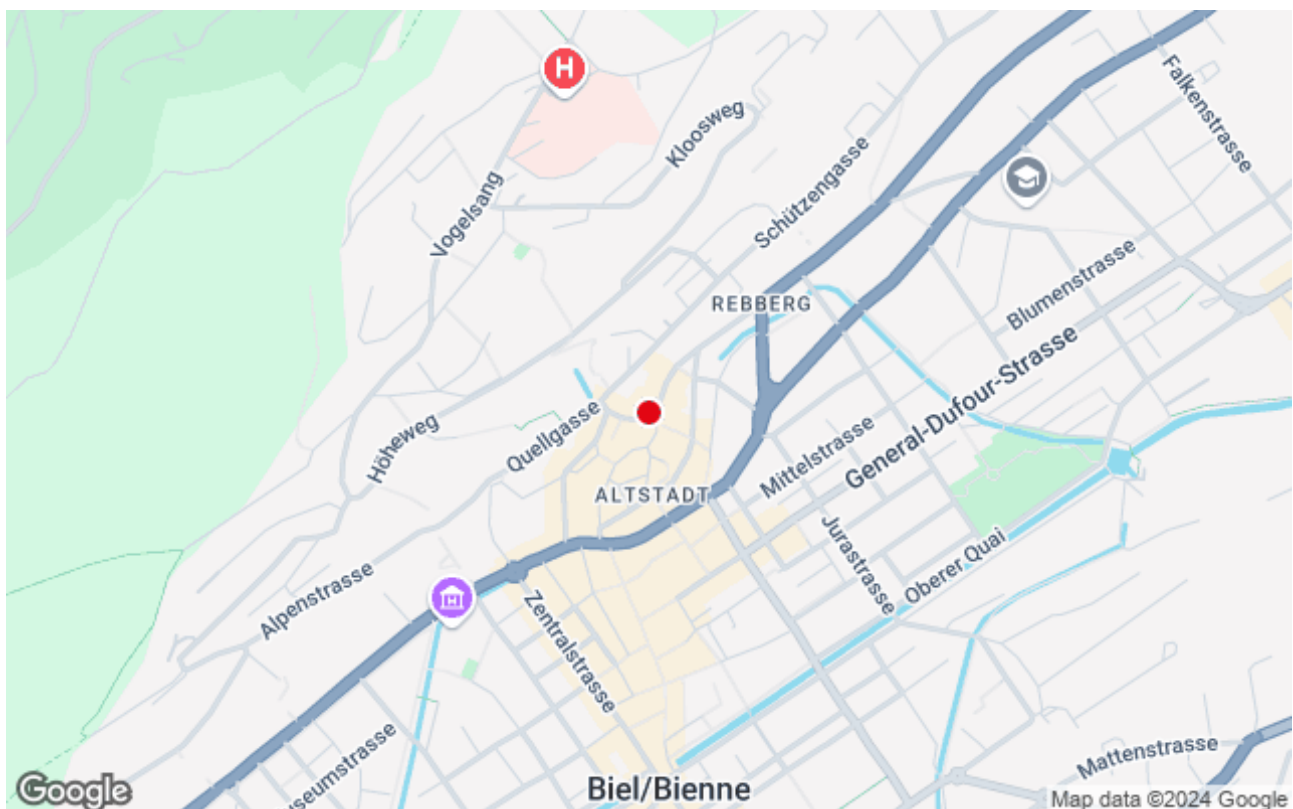 H
Falkenstrasse
Kloosweg
Vogelsang
Schützengasse
Blumenstrasse
REBBERG
General-Dufour-Strasse
Quellgasse
Höheweg
Mittelstrasse
ALTSTADT
Jurastrasse
Oberer Quai
Alpenstrasse
H
Zentralstrasse
useumstrasse
Mattenstrasse
Biel/Bienne
Google
Map data ©2024 Google